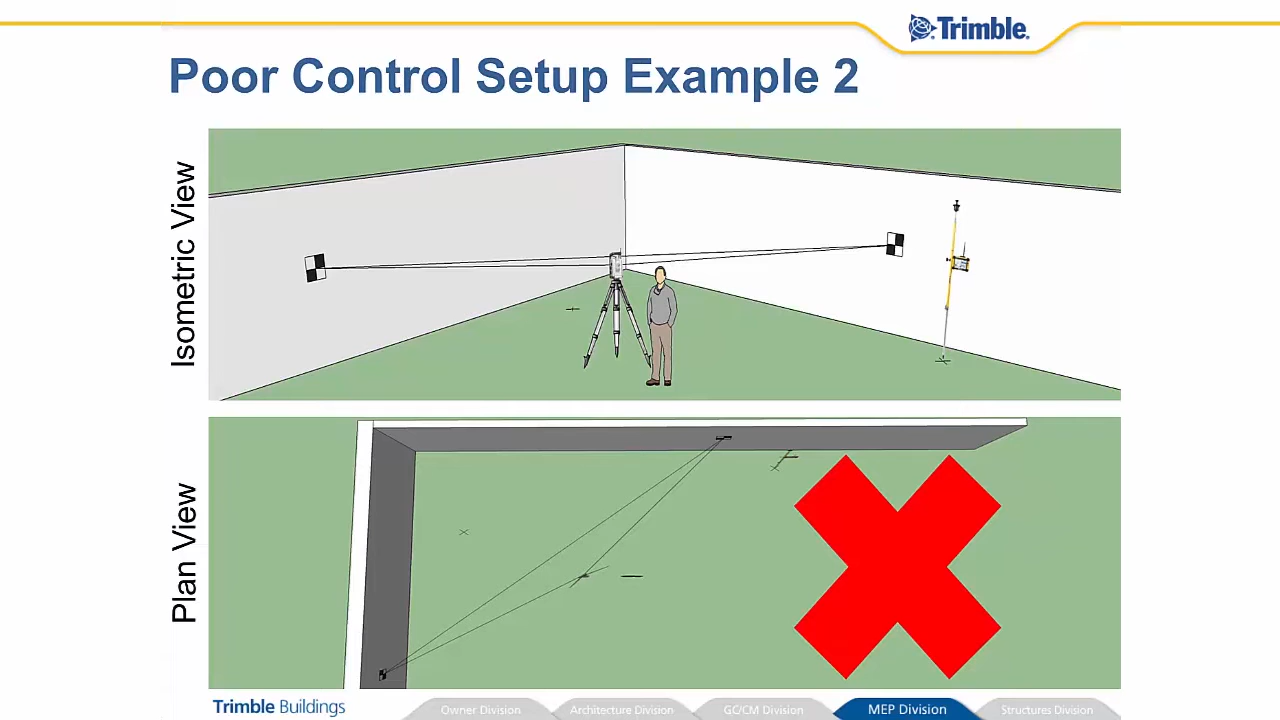 Trimble.
Poor Control Setup Example 2
Isometric View
Plan View
Trimble Buildings
Owner Division
Architecture Division
GC/CM Division
MEP Division
Structures Division